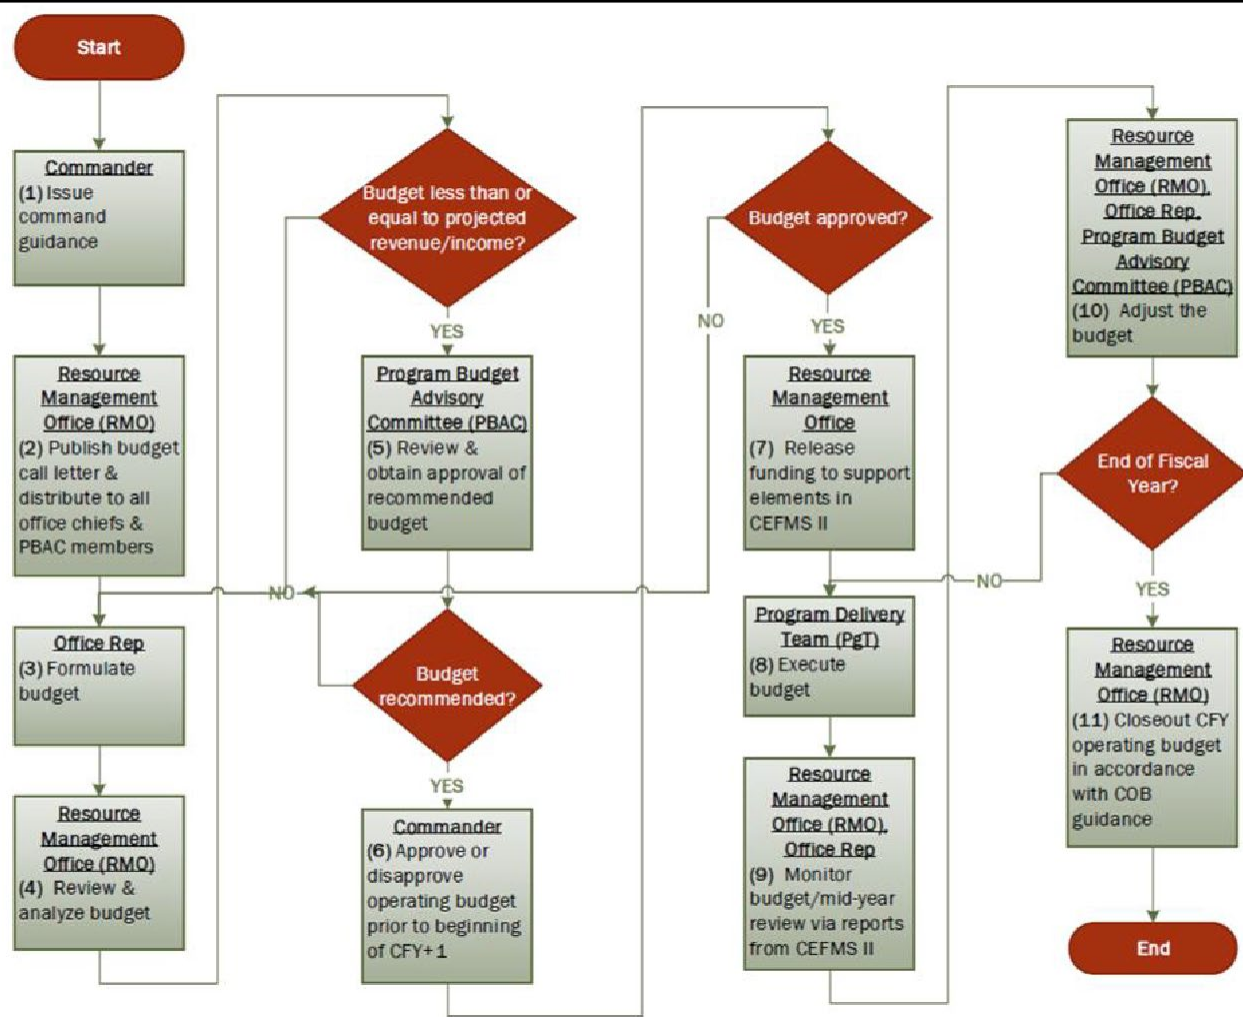 Start
Commander
(1) Issue
command
guidance
Resource
Management
Office (RMO)
(2) Publish budget
call letter &
distribute to all
office chiefs &
PBAC members
Office Rep
(3) Formulate
budget
Resource
Management
Office (RMO)
(4) Review &
analyze budget
Budget less than or
equal to projected
revenue/income?
YES
NO
Program Budget
Advisory
Committee (PBAC)
(5) Review &
obtain approval of
recommended
budget
Budget
recommended?
YES
Commander
(6) Approve or
disapprove
operating budget
prior to beginning
of CFY+1
Budget approved?
NO
YES
Resource
Management
Office
(7) Release
funding to support
elements in
CEFMS II
Program Delivery
Team (PgT)
(8) Execute
budget
Resource
Management
Office (RMO),
Office Rep
(9) Monitor
budget/mid-year
review via reports
from CEFMS II
Resource
Management
Office (RMO),
Office Rep,
Program Budget
Advisory
Committee (PBAC)
(10) Adjust the
budget
End of Fiscal
Year?
NO
YES
Resource
Management
Office (RMO)
(11) Closeout CFY
operating budget
in accordance
with COB
guidance
End